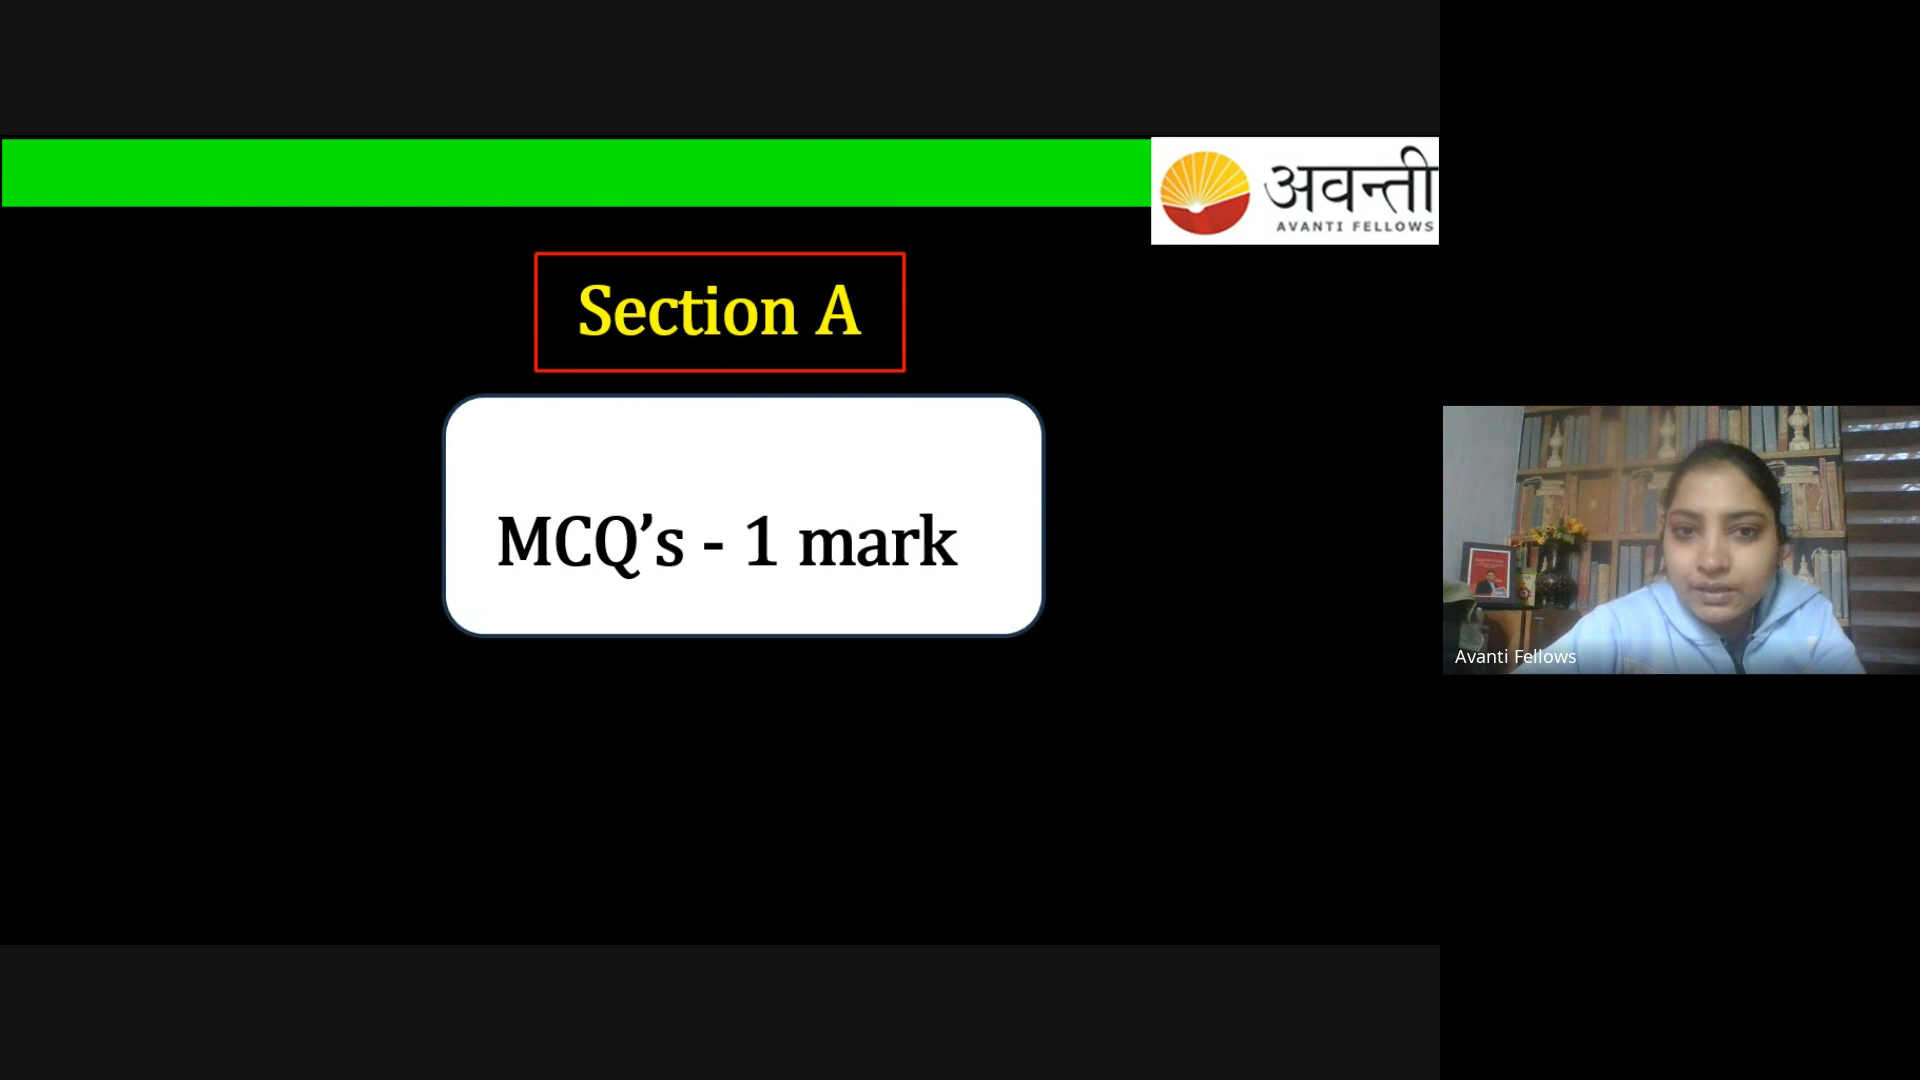 अवन्ती
AVANTI FELLOWS
Section A
MCQ’s - 1 mark
Avanti Fellows